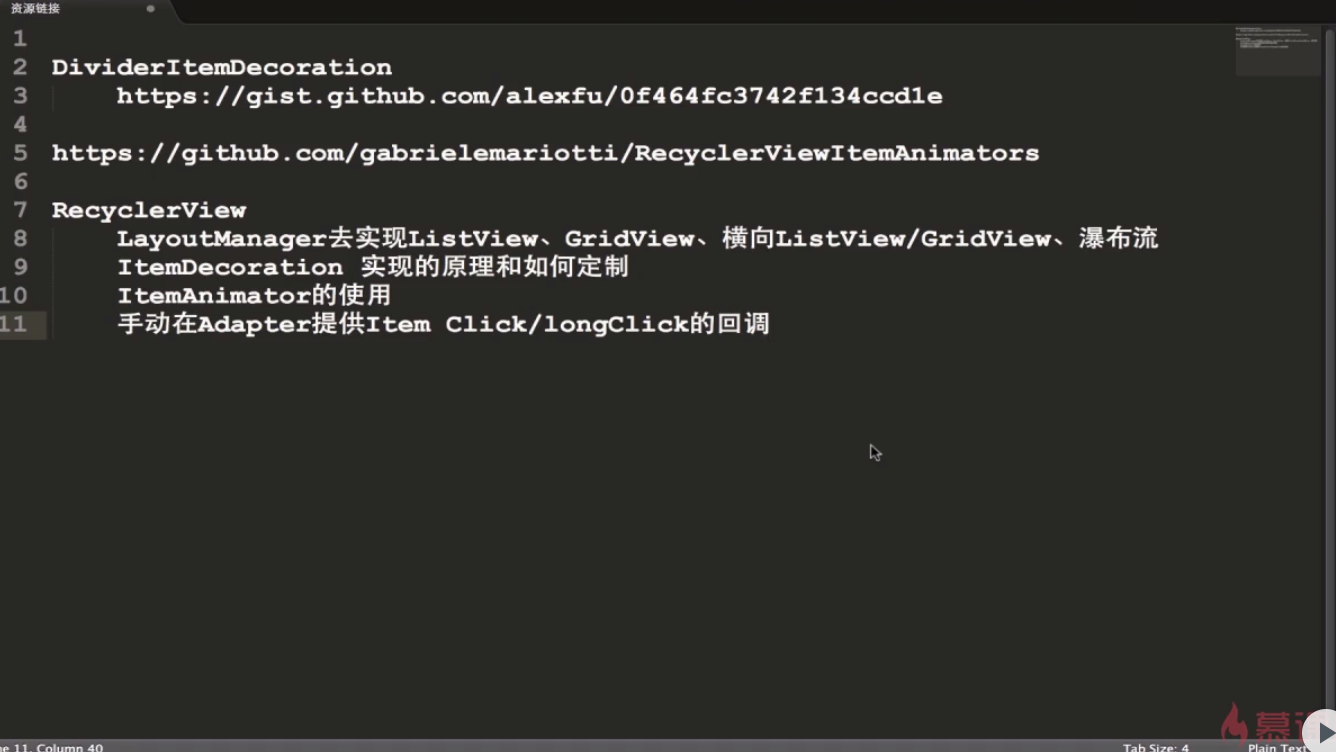 资源链接
1
2 DividerItemDecoration
3 https://gist.github.com/alexfu/0f464fc3742f134ccd1e
4
5 https://github.com/gabrielemariotti/RecyclerViewItemAnimators
6
7 RecyclerView
8 LayoutManager去实现ListView、GridView、横向ListView/GridView、瀑布流
9 ItemDecoration 实现的原理和如何定制
10 ItemAnimator的使用
11 手动在Adapter提供Item Click/longClick的回调
慕
11, Column 40
Tab Size: 4
Plain Text